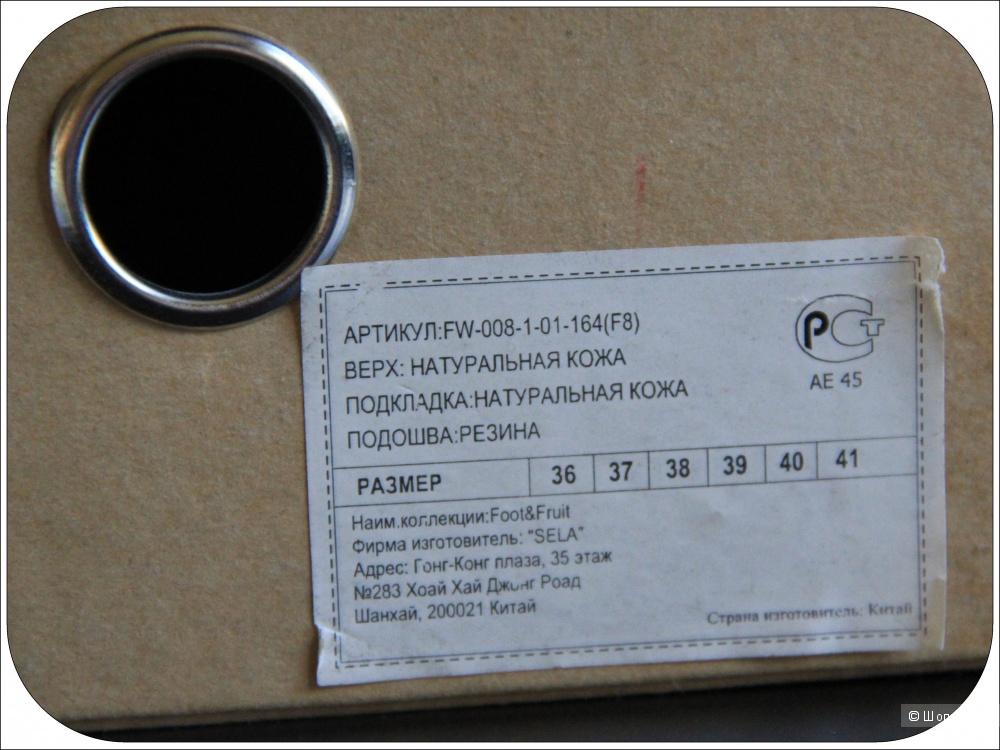 АРТИКУЛ:FW-008-1-01-164(F8)
ВЕРХ: НАТУРАЛЬНАЯ КОЖА
ПОДКЛАДКА:НАТУРАЛЬНАЯ КОЖА
ПОДОШВА:РЕЗИНА
РСТ
АЕ 45
РАЗМЕР 36 37 38 39 40 41
Наим.коллекции:Foot&Fruit
Фирма изготовитель: "SELA"
Адрес: Гонг-Конг плаза, 35 этаж
№283 Хоай Хай Джонг Роад
Шанхай, 200021 Китай
Страна изготовитель: Китай
©